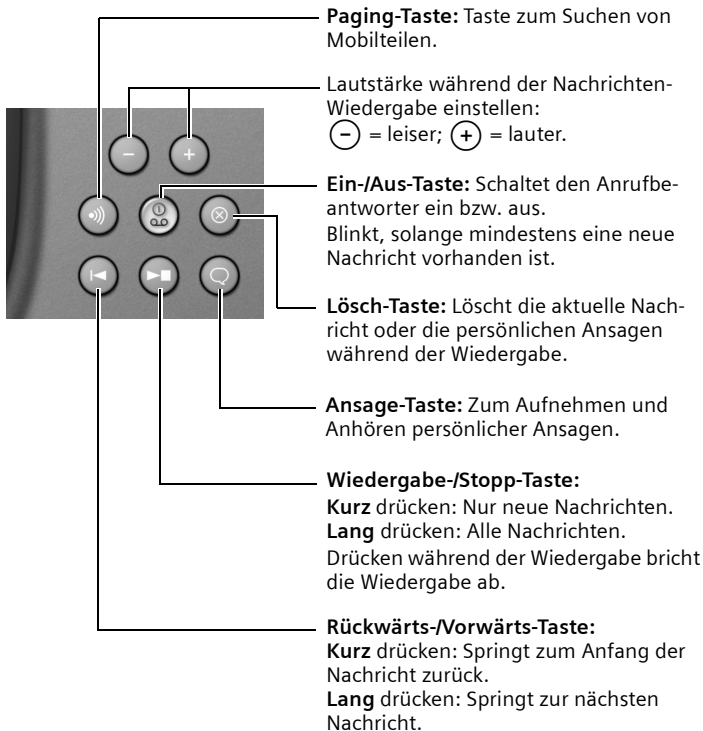 Paging-Taste: Taste zum Suchen von
Mobilteilen.
Lautstärke während der Nachrichten-
Wiedergabe einstellen:
(−) = leiser; (+) = lauter.
Ein-/Aus-Taste: Schaltet den Anrufbe-
antworter ein bzw. aus.
Blinkt, solange mindestens eine neue
Nachricht vorhanden ist.
Lösch-Taste: Löscht die aktuelle Nach-
richt oder die persönlichen Ansagen
während der Wiedergabe.
Ansage-Taste: Zum Aufnehmen und
Anhören persönlicher Ansagen.
Wiedergabe-/Stopp-Taste:
Kurz drücken: Nur neue Nachrichten.
Lang drücken: Alle Nachrichten.
Drücken während der Wiedergabe bricht
die Wiedergabe ab.
Rückwärts-/Vorwärts-Taste:
Kurz drücken: Springt zum Anfang der
Nachricht zurück.
Lang drücken: Springt zur nächsten
Nachricht.